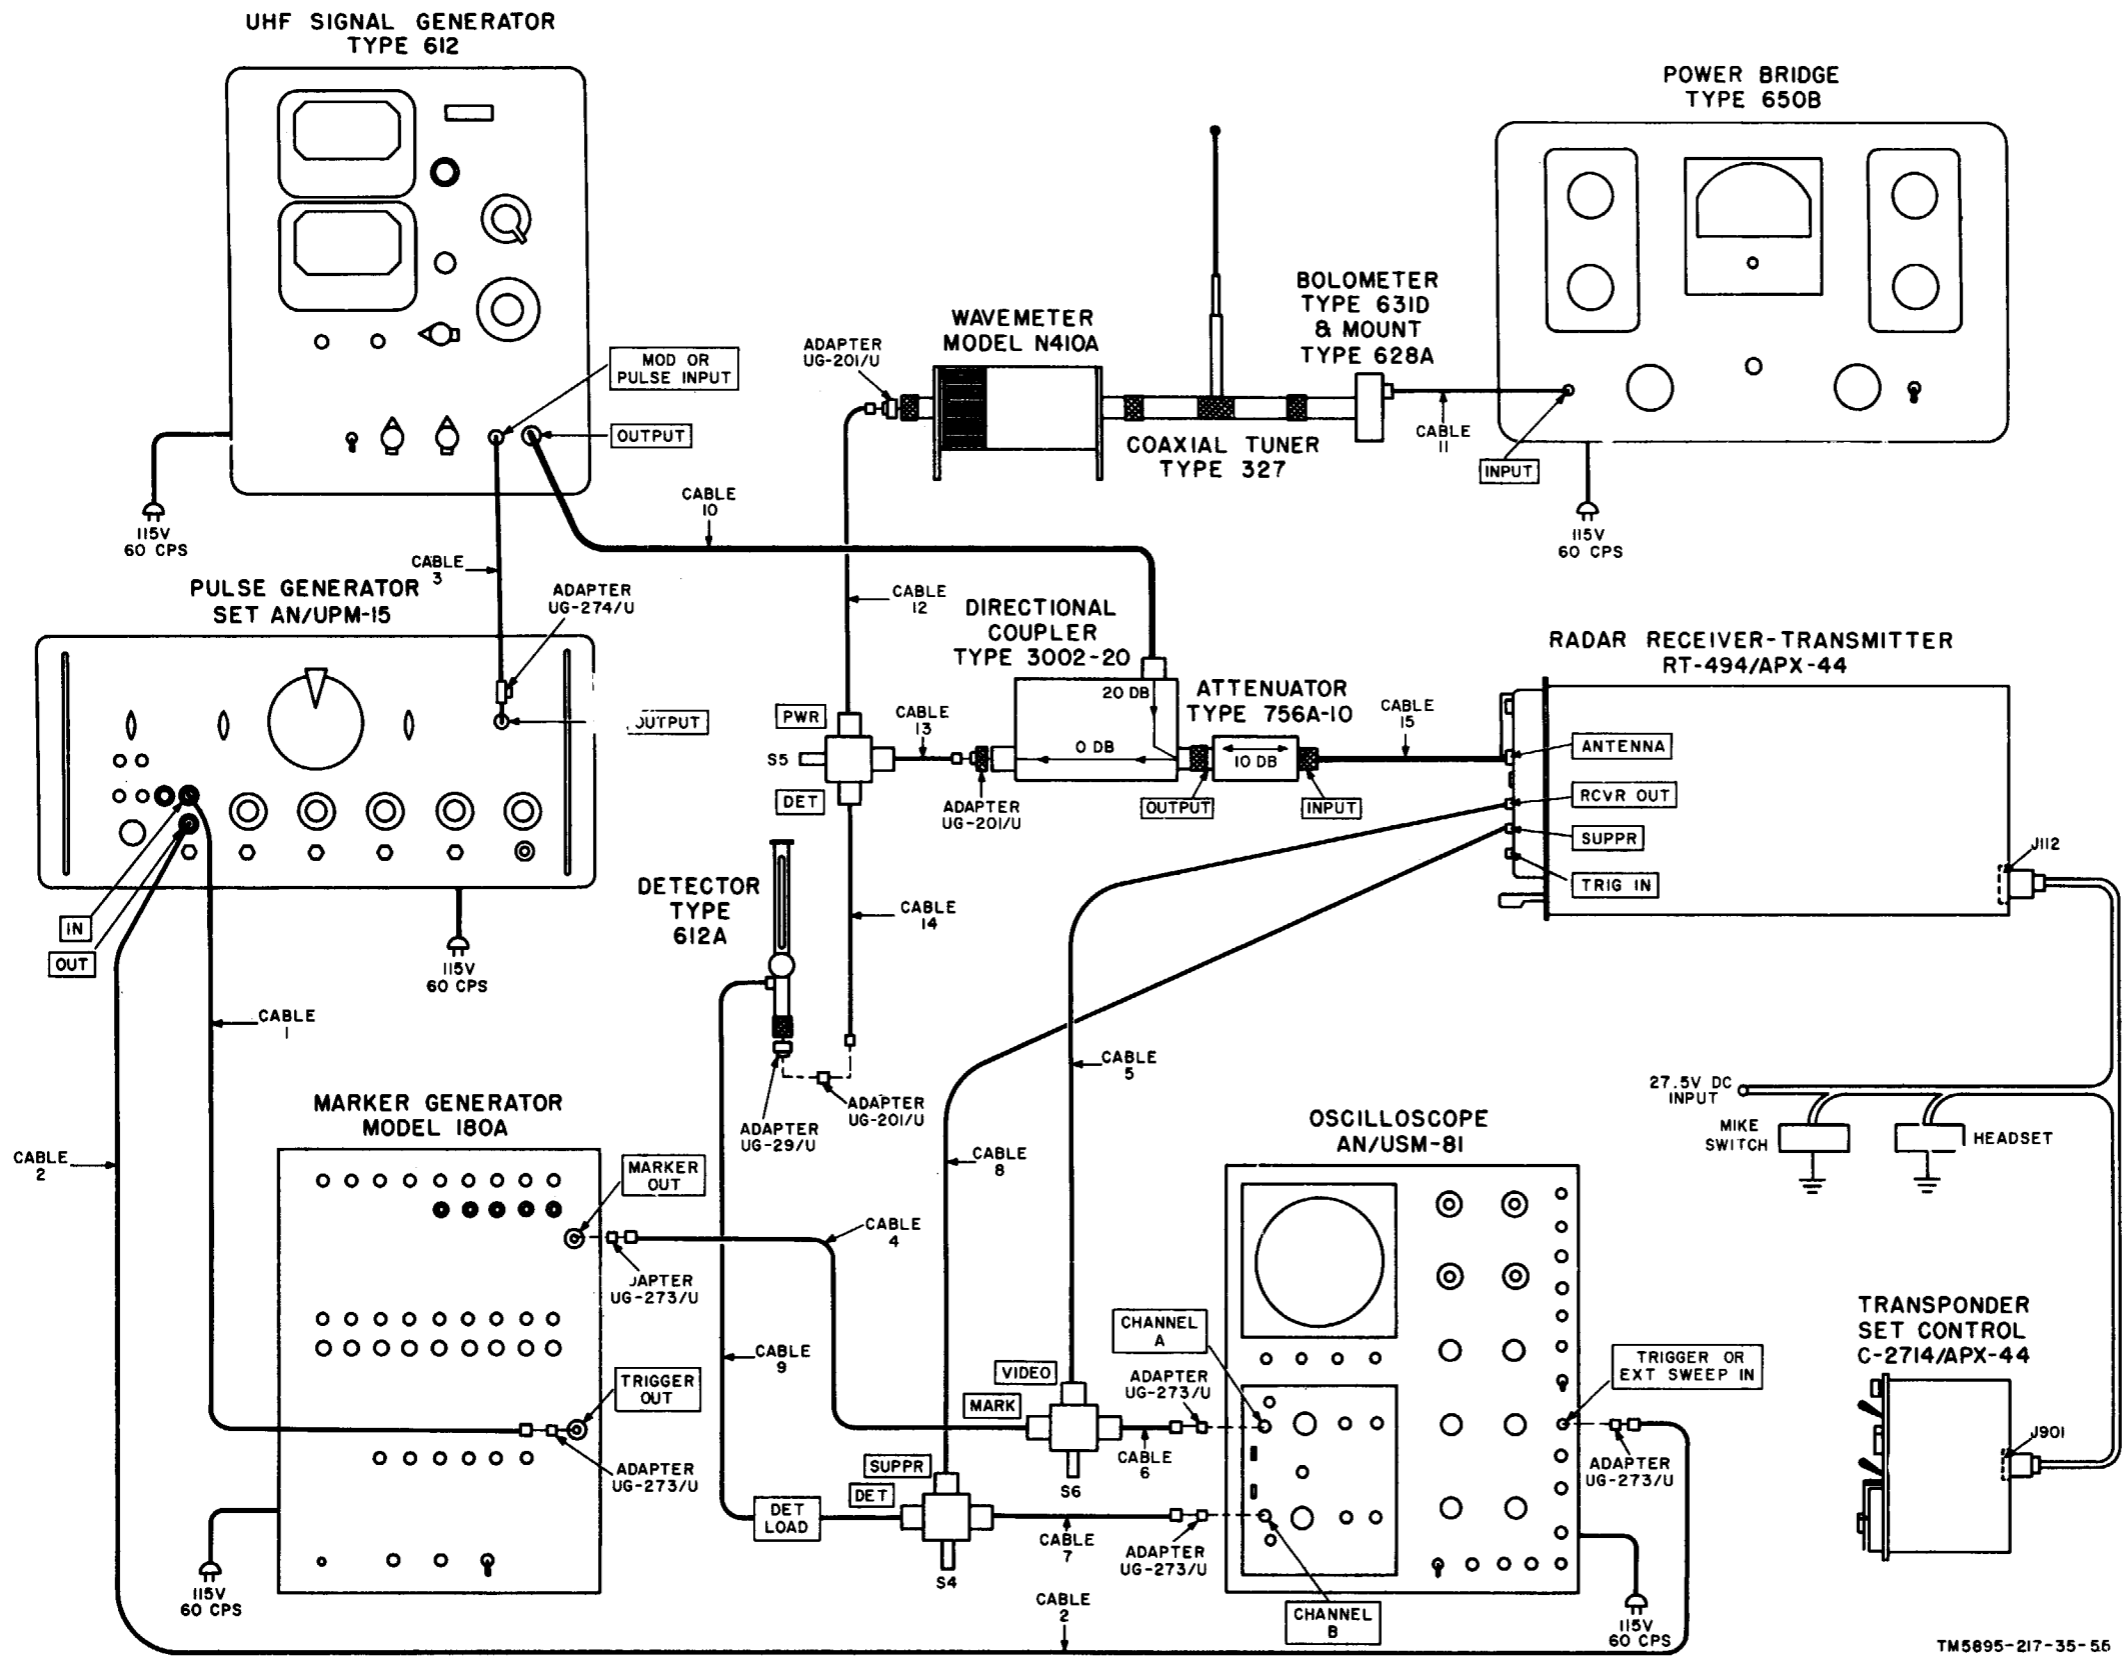 UHF SIGNAL GENERATOR
TYPE 612
POWER BRIDGE
TYPE 650B
BOLOMETER
TYPE 631D
& MOUNT
TYPE 628A
WAVEMETER
MODEL N410A
ADAPTER
UG-201/U
MOD OR
PULSE INPUT
OUTPUT
CABLE
11
COAXIAL TUNER
TYPE 327
INPUT
CABLE
10
115V
60 CPS
115V
60 CPS
CABLE
3
PULSE GENERATOR
SET AN/UPM-15
ADAPTER
UG-274/U
CABLE
12
DIRECTIONAL
COUPLER
TYPE 3002-20
RADAR RECEIVER-TRANSMITTER
RT-494/APX-44
20 DB
ATTENUATOR
TYPE 756A-10
CABLE
15
PWR
CABLE
13
OUTPUT
S5
0 DB
10 DB
ANTENNA
DET
ADAPTER
UG-201/U
OUTPUT
INPUT
RCVR OUT
SUPPR
J112
TRIG IN
DETECTOR
TYPE
612A
CABLE
14
IN
OUT
115V
60 CPS
CABLE
1
CABLE
5
27.5V DC
INPUT
ADAPTER
UG-201/U
ADAPTER
UG-29/U
MARKER GENERATOR
MODEL 180A
OSCILLOSCOPE
AN/USM-81
MIKE
SWITCH
HEADSET
CABLE
2
MARKER
OUT
CABLE
8
CABLE
4
JAPTER
UG-273/U
CHANNEL
A
TRANSPONDER
SET CONTROL
C-2714/APX-44
CABLE
9
VIDEO
ADAPTER
UG-273/U
TRIGGER OR
EXT SWEEP IN
TRIGGER
OUT
MARK
J901
CABLE
6
ADAPTER
UG-273/U
SUPPR
ADAPTER
UG-273/U
DET
S6
DET
LOAD
CABLE
7
ADAPTER
UG-273/U
S4
115V
60 CPS
CABLE
2
CHANNEL
B
115V
60 CPS
TM5895-217-35-56